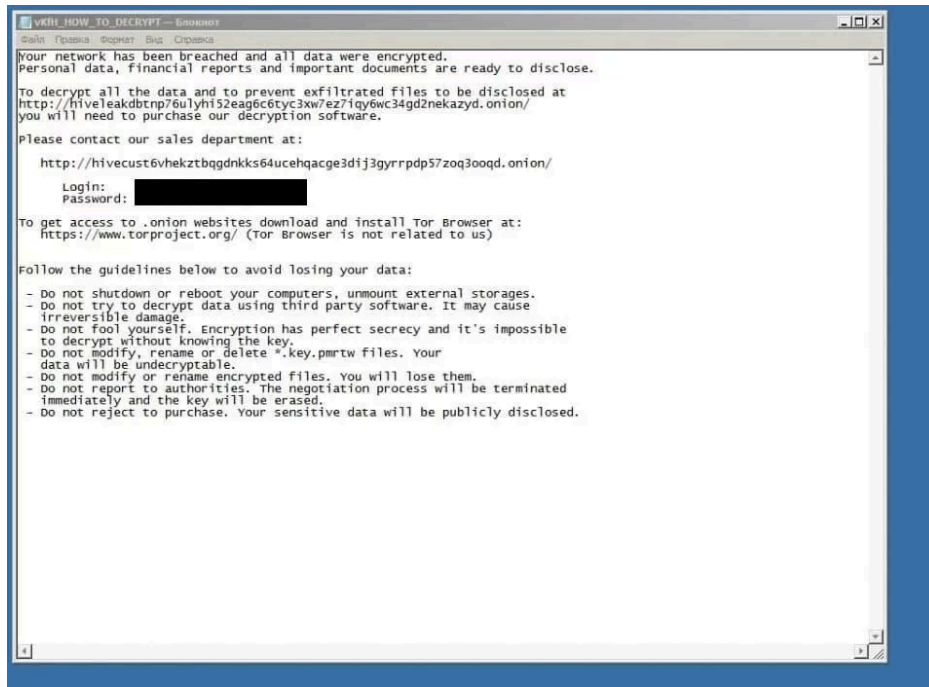 vKfH_HOW_TO_DECRYPT — Блокнот
Файл Правка Формат Вид Справка
Your network has been breached and all data were encrypted.
Personal data, financial reports and important documents are ready to disclose.
To decrypt all the data and to prevent exfiltrated files to be disclosed at
http://hiveleakdbtnp76ulyhi52eag6c6tyc3xw7ez7iqy6wc34gd2nekazyd.onion/
you will need to purchase our decryption software.
Please contact our sales department at:
http://hivecust6vhekztbqgdnkks64ucehqacge3dij3gyrrpdp57zoq3ooqd.onion/
Login:
Password:
To get access to .onion websites download and install Tor Browser at:
https://www.torproject.org/ (Tor Browser is not related to us)
Follow the guidelines below to avoid losing your data:
- Do not shutdown or reboot your computers, unmount external storages.
- Do not try to decrypt data using third party software. It may cause
irreversible damage.
- Do not fool yourself. Encryption has perfect secrecy and it's impossible
to decrypt without knowing the key.
- Do not modify, rename or delete *.key.pmrtw files. Your
data will be undecryptable.
- Do not modify or rename encrypted files. You will lose them.
- Do not report to authorities. The negotiation process will be terminated
immediately and the key will be erased.
- Do not reject to purchase. Your sensitive data will be publicly disclosed.